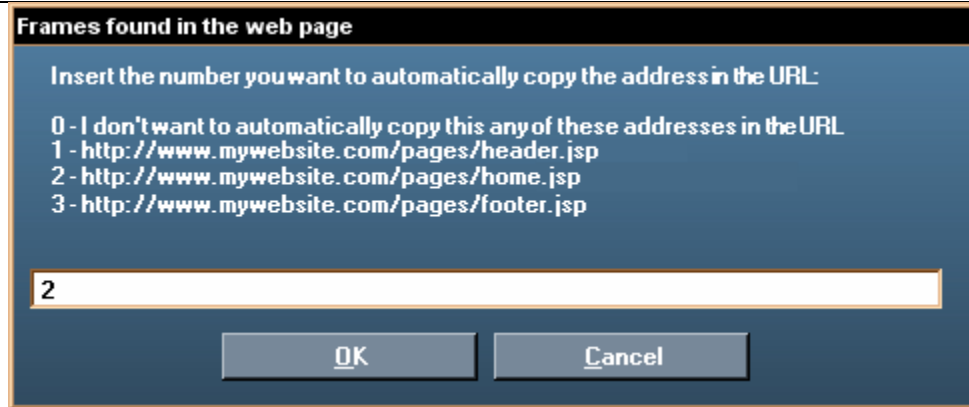 Frames found in the web page
Insert the number you want to automatically copy the address in the URL:
0 - I don't want to automatically copy this any of these addresses in the URL
1 - http://www.mywebsite.com/pages/header.jsp
2 - http://www.mywebsite.com/pages/home.jsp
3 - http://www.mywebsite.com/pages/footer.jsp
2
OK
Cancel